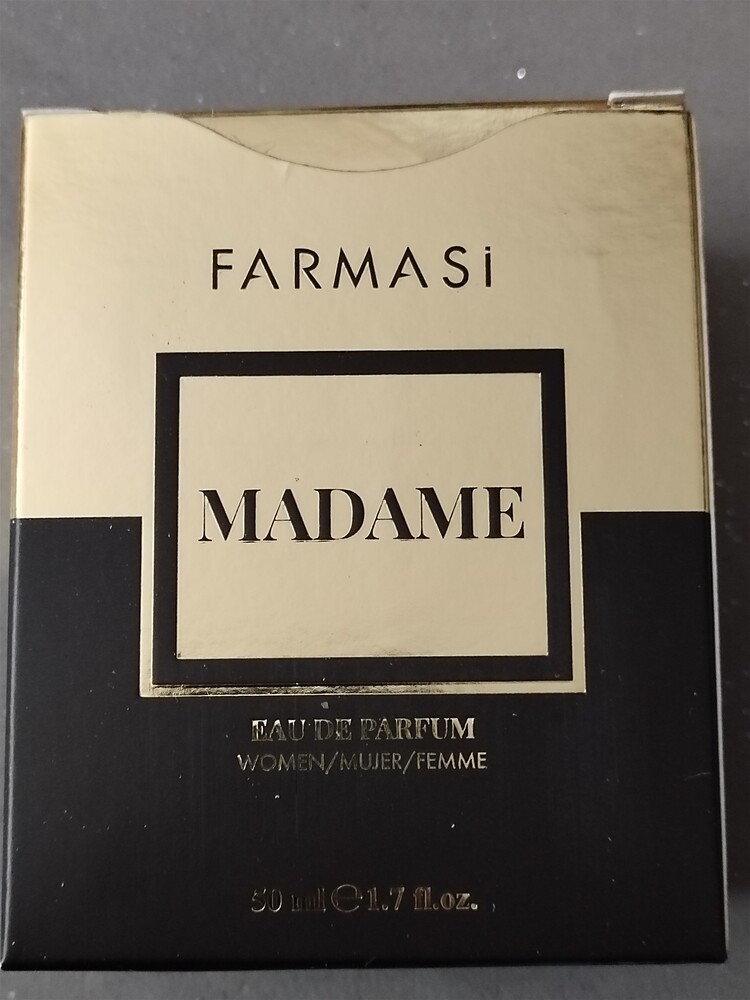 FARMASi
MADAME
EAU DE PARFUM
WOMEN/MUJER/FEMME
50 ml ℮ 1.7 fl.oz.